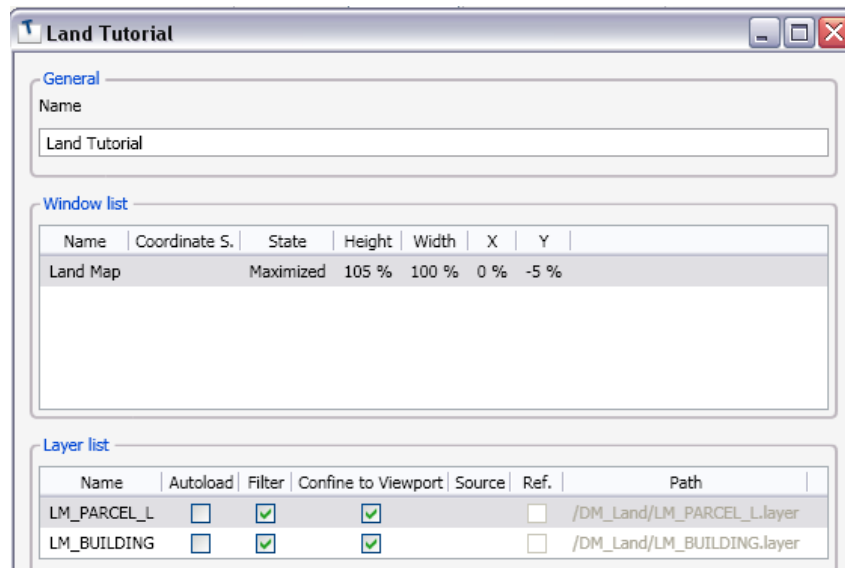 Land Tutorial
General
Name
Land Tutorial
Window list
Name Coordinate S. State Height Width X Y
Land Map Maximized 105 % 100 % 0 % -5 %
Layer list
Name Autoload Filter Confine to Viewport Source Ref. Path
LM_PARCEL_L /DM_Land/LM_PARCEL_L.layer
LM_BUILDING /DM_Land/LM_BUILDING.layer